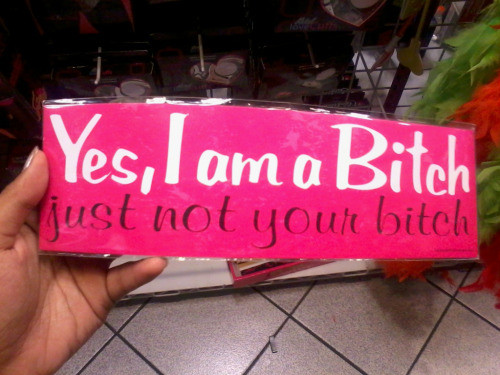 Yes, I am a Bitch
just not your bitch